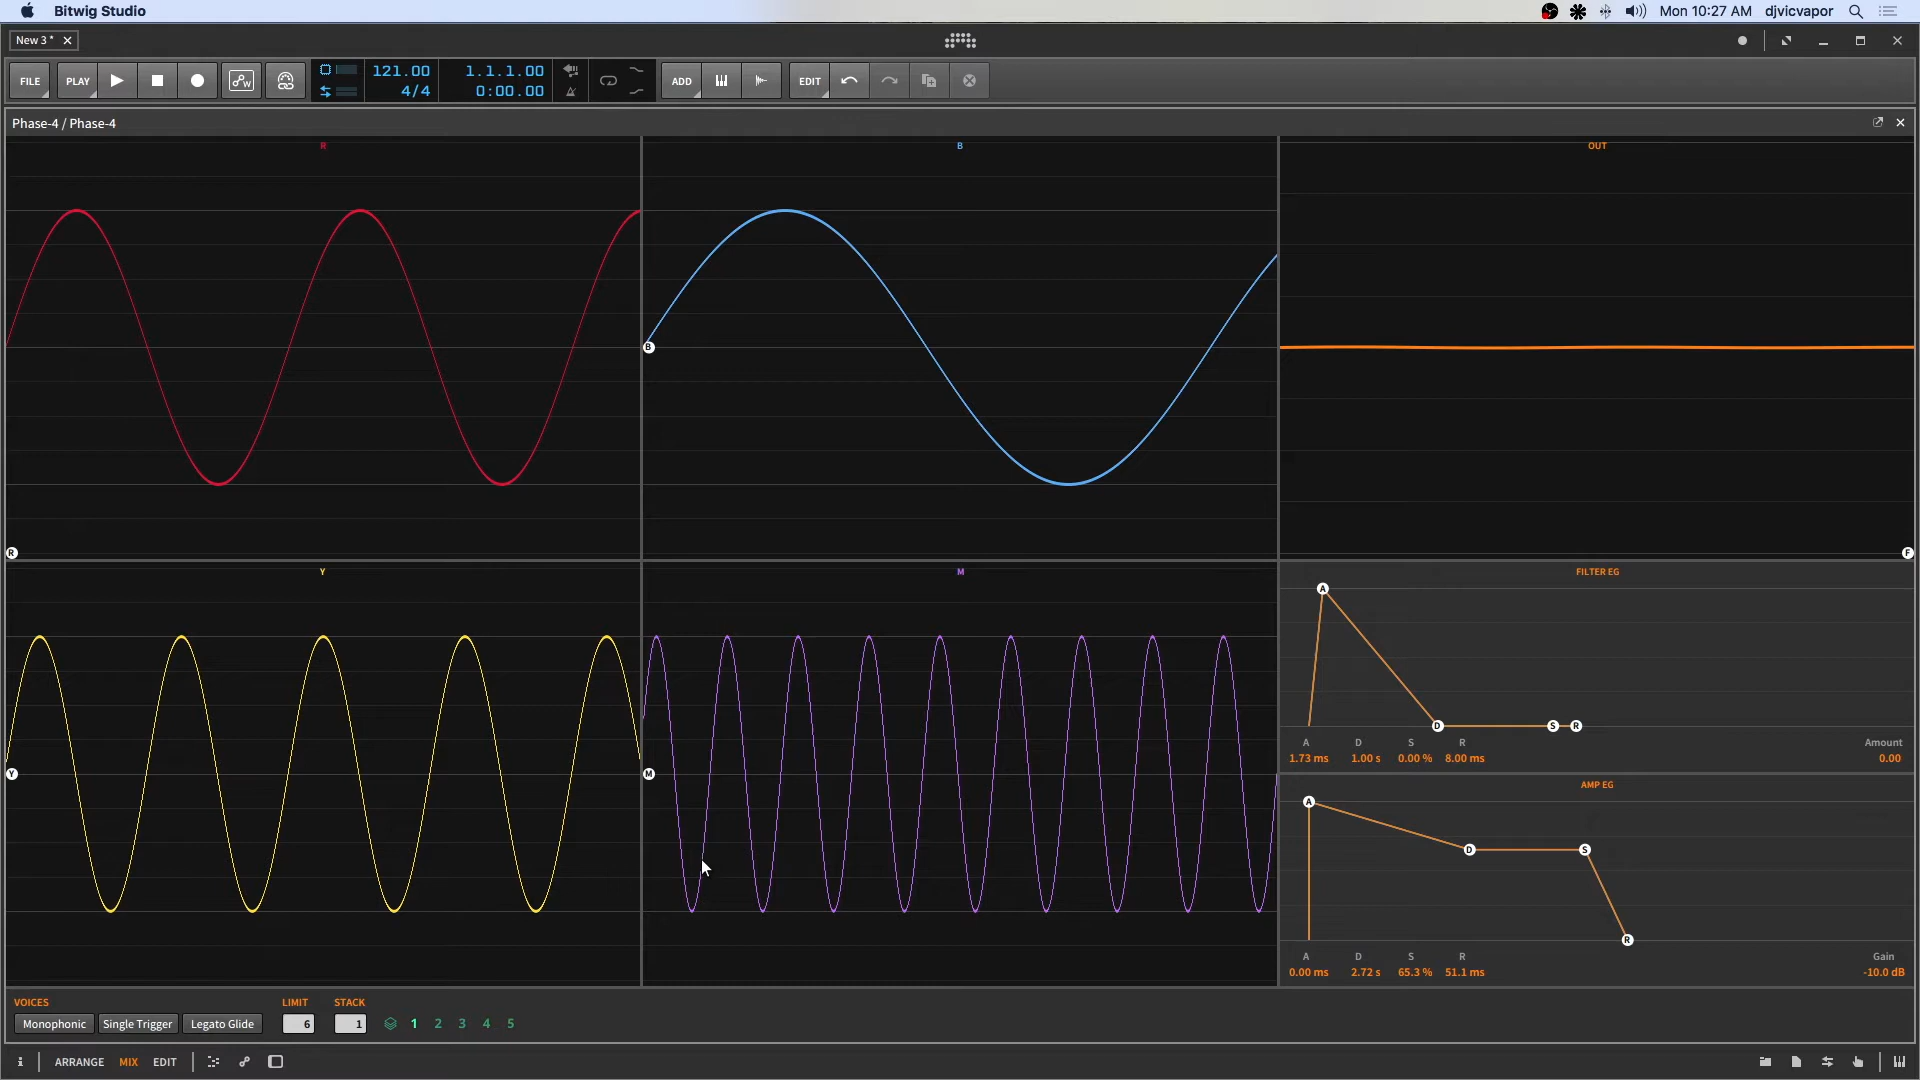 Bitwig Studio
Mon 10:27 AM djvicvapor
New 3 *
FILE PLAY 121.00 1.1.1.00 ADD EDIT
4/4 0:00.00
Phase-4 / Phase-4
R B OUT
B
R F
Y M FILTER EG
A
D S R
A D S R Amount
1.73 ms 1.00 s 0.00 % 8.00 ms 0.00
Y M
AMP EG
A
D S
R
A D S R Gain
0.00 ms 2.72 s 65.3 % 51.1 ms -10.0 dB
VOICES LIMIT STACK
Monophonic Single Trigger Legato Glide 6 1 1 2 3 4 5
i ARRANGE MIX EDIT